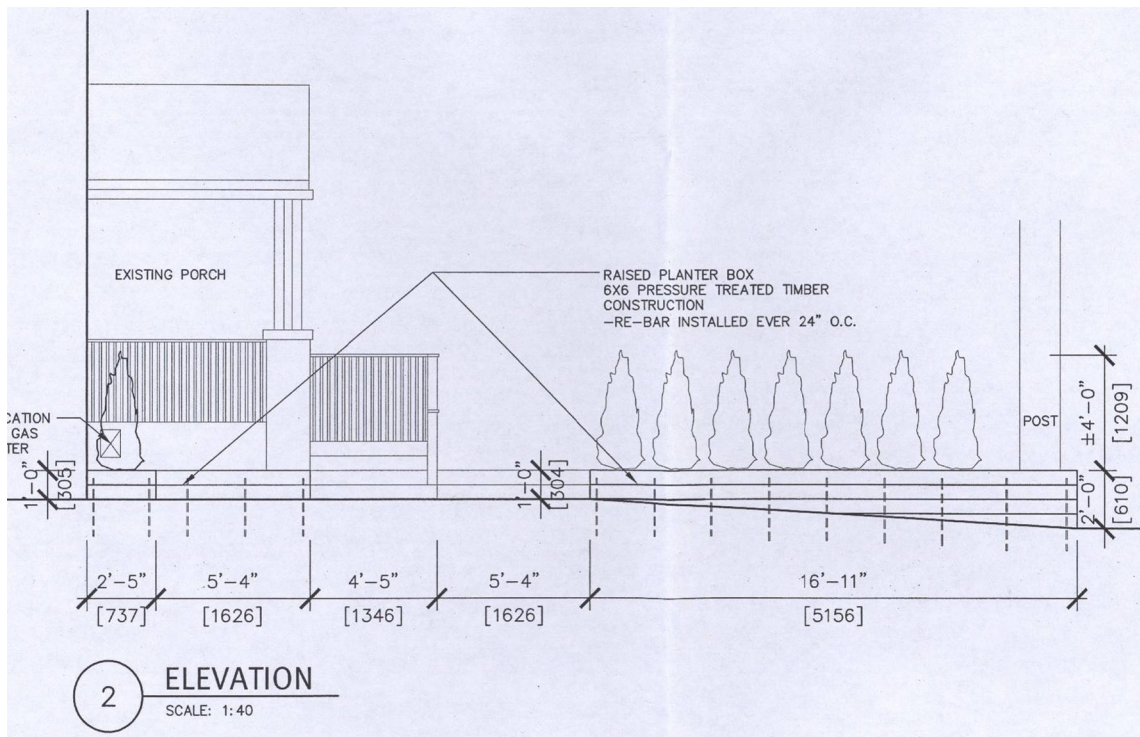 EXISTING PORCH
RAISED PLANTER BOX
6X6 PRESSURE TREATED TIMBER
CONSTRUCTION
-RE-BAR INSTALLED EVER 24" O.C.
CATION
GAS
TER
POST
±4'-0"
[1209]
1'-0"
[305]
1'-0"
[304]
2'-0"
[610]
2'-5"
5'-4"
4'-5"
5'-4"
16'-11"
[737]
[1626]
[1346]
[1626]
[5156]
2
ELEVATION
SCALE: 1:40